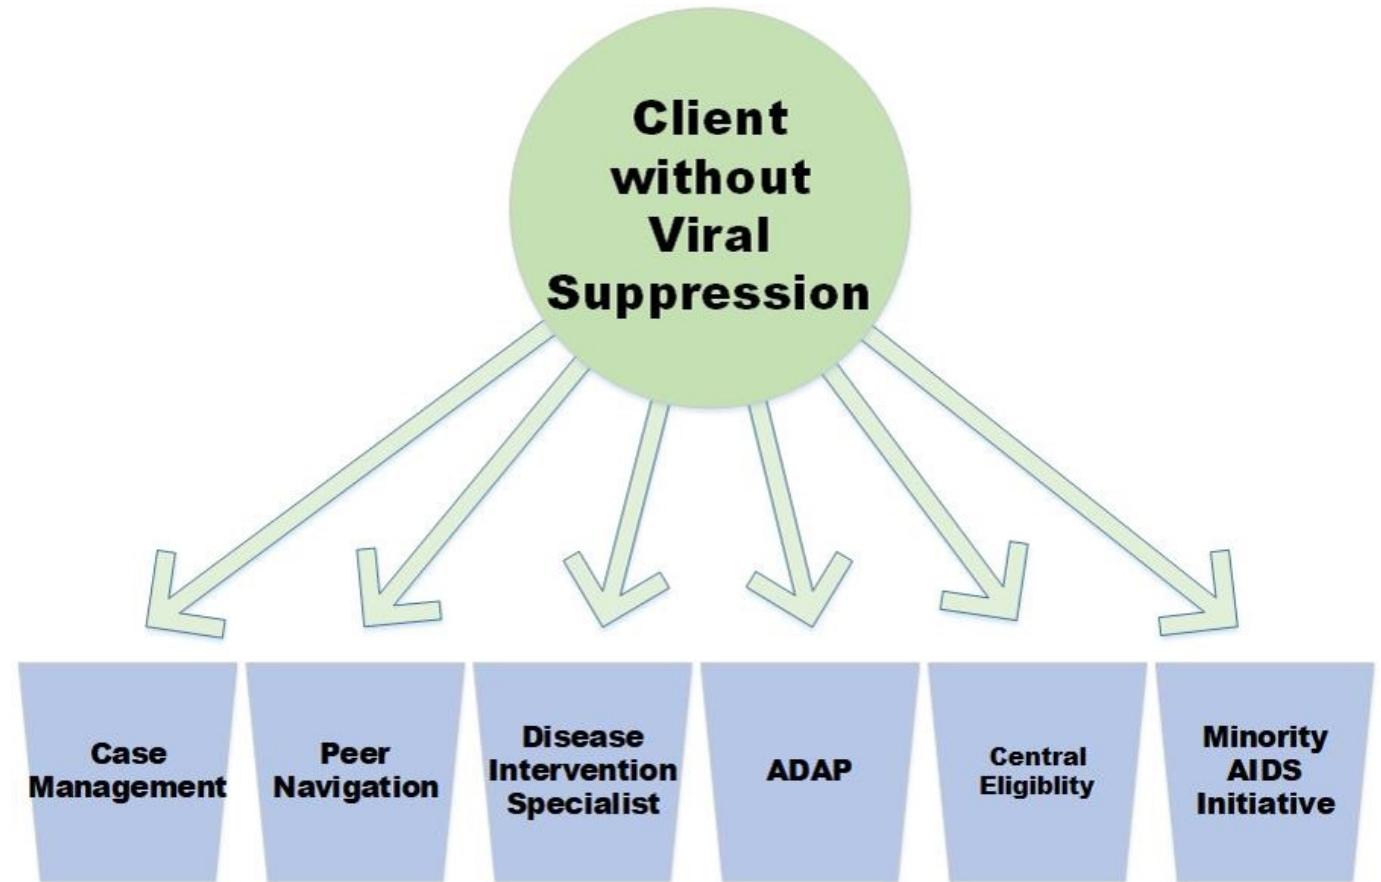 Client
without
Viral
Suppression
Case
Management
Peer
Navigation
Disease
Intervention
Specialist
ADAP
Central
Eligiblity
Minority
AIDS
Initiative